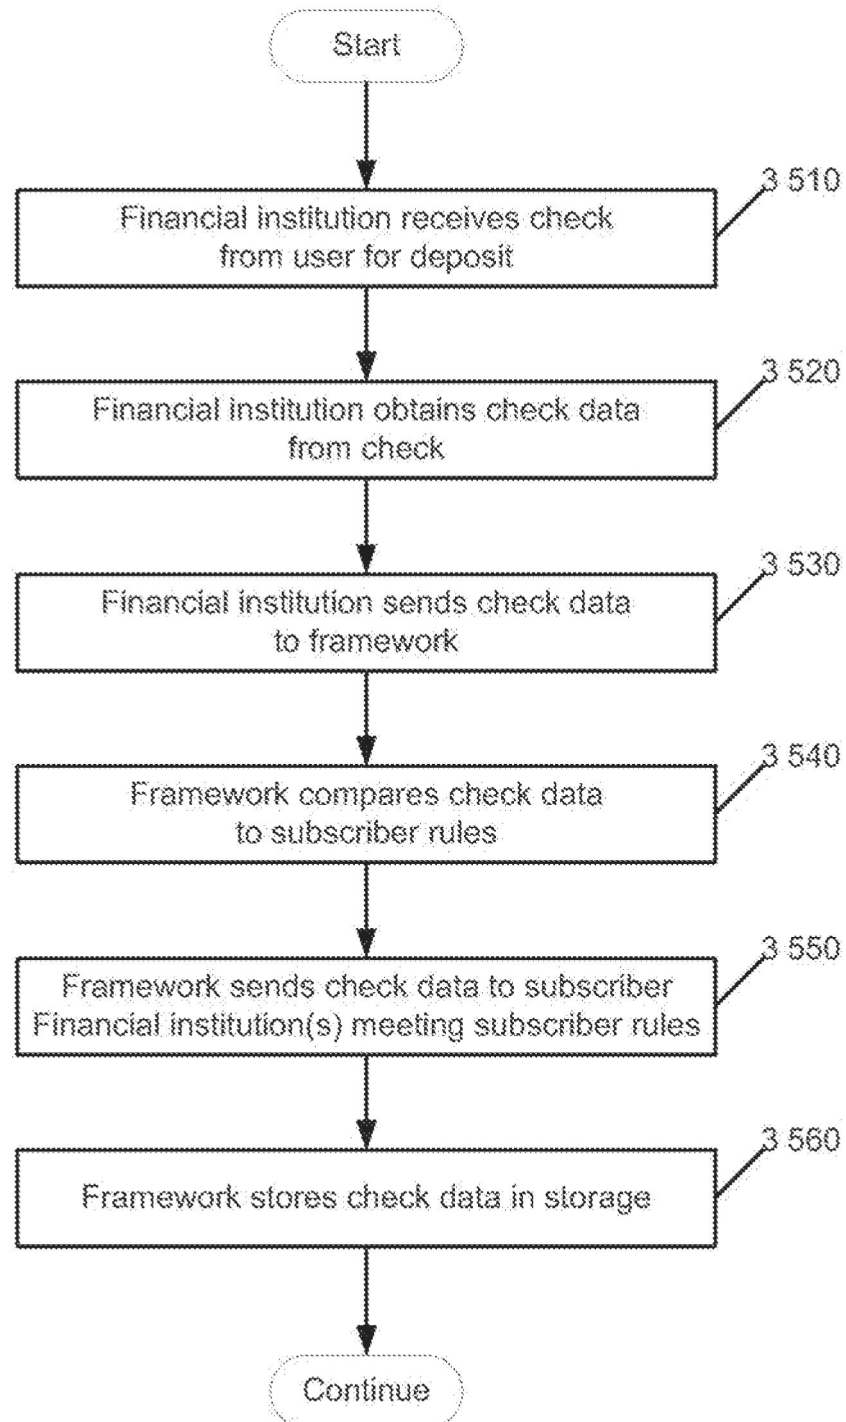 Start
3 510
Financial institution receives check
from user for deposit
3 520
Financial institution obtains check data
from check
3 530
Financial institution sends check data
to framework
3 540
Framework compares check data
to subscriber rules
3 550
Framework sends check data to subscriber
Financial institution(s) meeting subscriber rules
3 560
Framework stores check data in storage
Continue